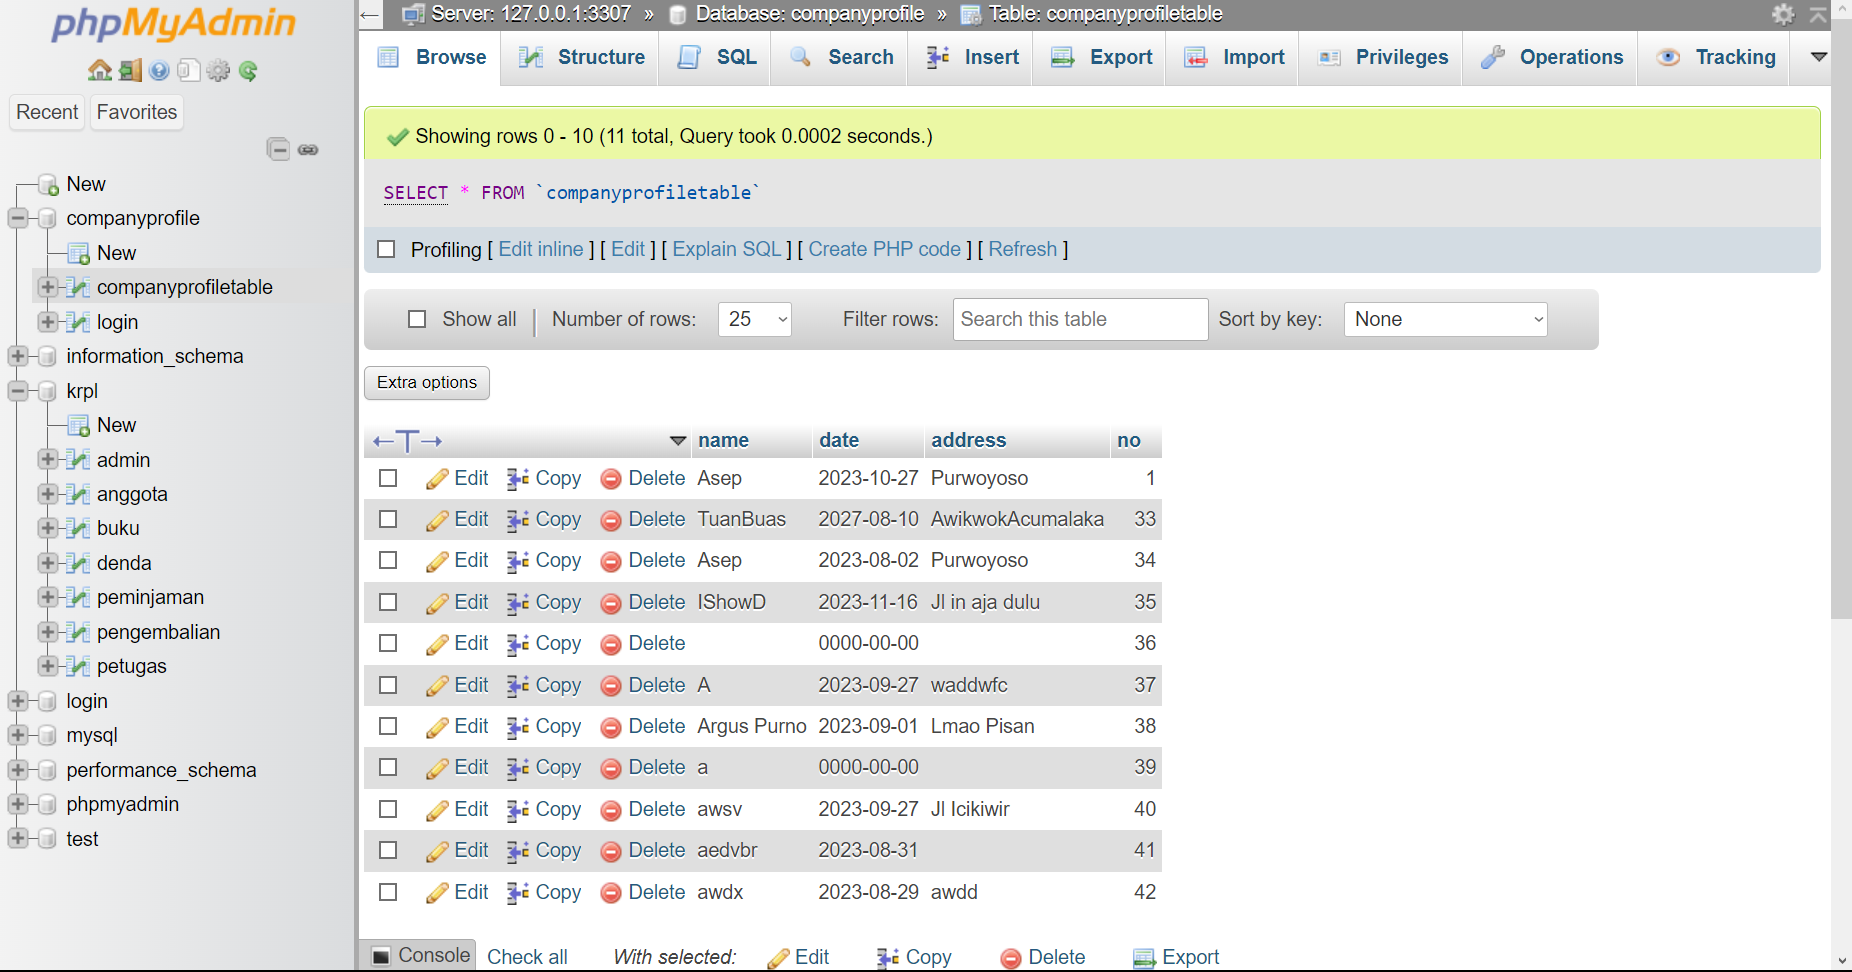 phpMyAdmin
Recent Favorites
New
companyprofile
New
companyprofiletable
login
information_schema
krpl
New
admin
anggota
buku
denda
peminjaman
pengembalian
petugas
login
mysql
performance_schema
phpmyadmin
test
Server: 127.0.0.1:3307 » Database: companyprofile » Table: companyprofiletable
Browse Structure SQL Search Insert Export Import Privileges Operations Tracking
Showing rows 0 - 10 (11 total, Query took 0.0002 seconds.)
SELECT * FROM `companyprofiletable`
Profiling [ Edit inline ] [ Edit ] [ Explain SQL ] [ Create PHP code ] [ Refresh ]
Show all | Number of rows: 25 Filter rows: Search this table Sort by key: None
Extra options
←T→ name date address no
Edit Copy Delete Asep 2023-10-27 Purwoyoso 1
Edit Copy Delete TuanBuas 2027-08-10 AwikwokAcumalaka 33
Edit Copy Delete Asep 2023-08-02 Purwoyoso 34
Edit Copy Delete IShowD 2023-11-16 Jl in aja dulu 35
Edit Copy Delete 0000-00-00 36
Edit Copy Delete A 2023-09-27 waddwfc 37
Edit Copy Delete Argus Purno 2023-09-01 Lmao Pisan 38
Edit Copy Delete a 0000-00-00 39
Edit Copy Delete awsv 2023-09-27 Jl Icikiwir 40
Edit Copy Delete aedvbr 2023-08-31 41
Edit Copy Delete awdx 2023-08-29 awdd 42
Console Check all With selected: Edit Copy Delete Export